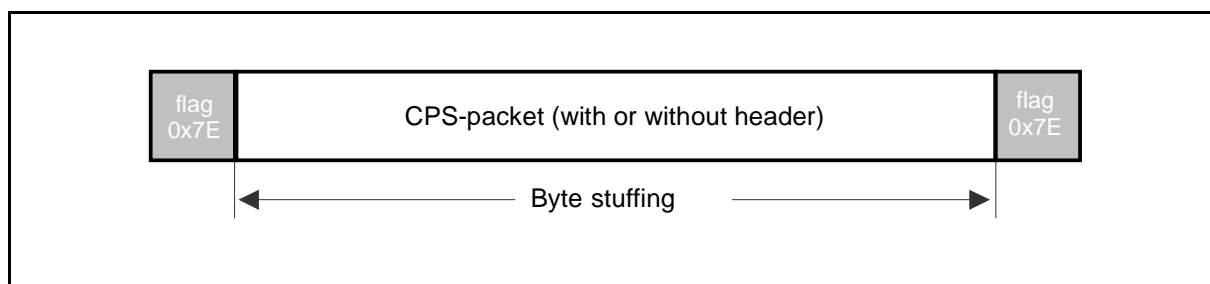 flag
0x7E
CPS-packet (with or without header)
flag
0x7E
Byte stuffing